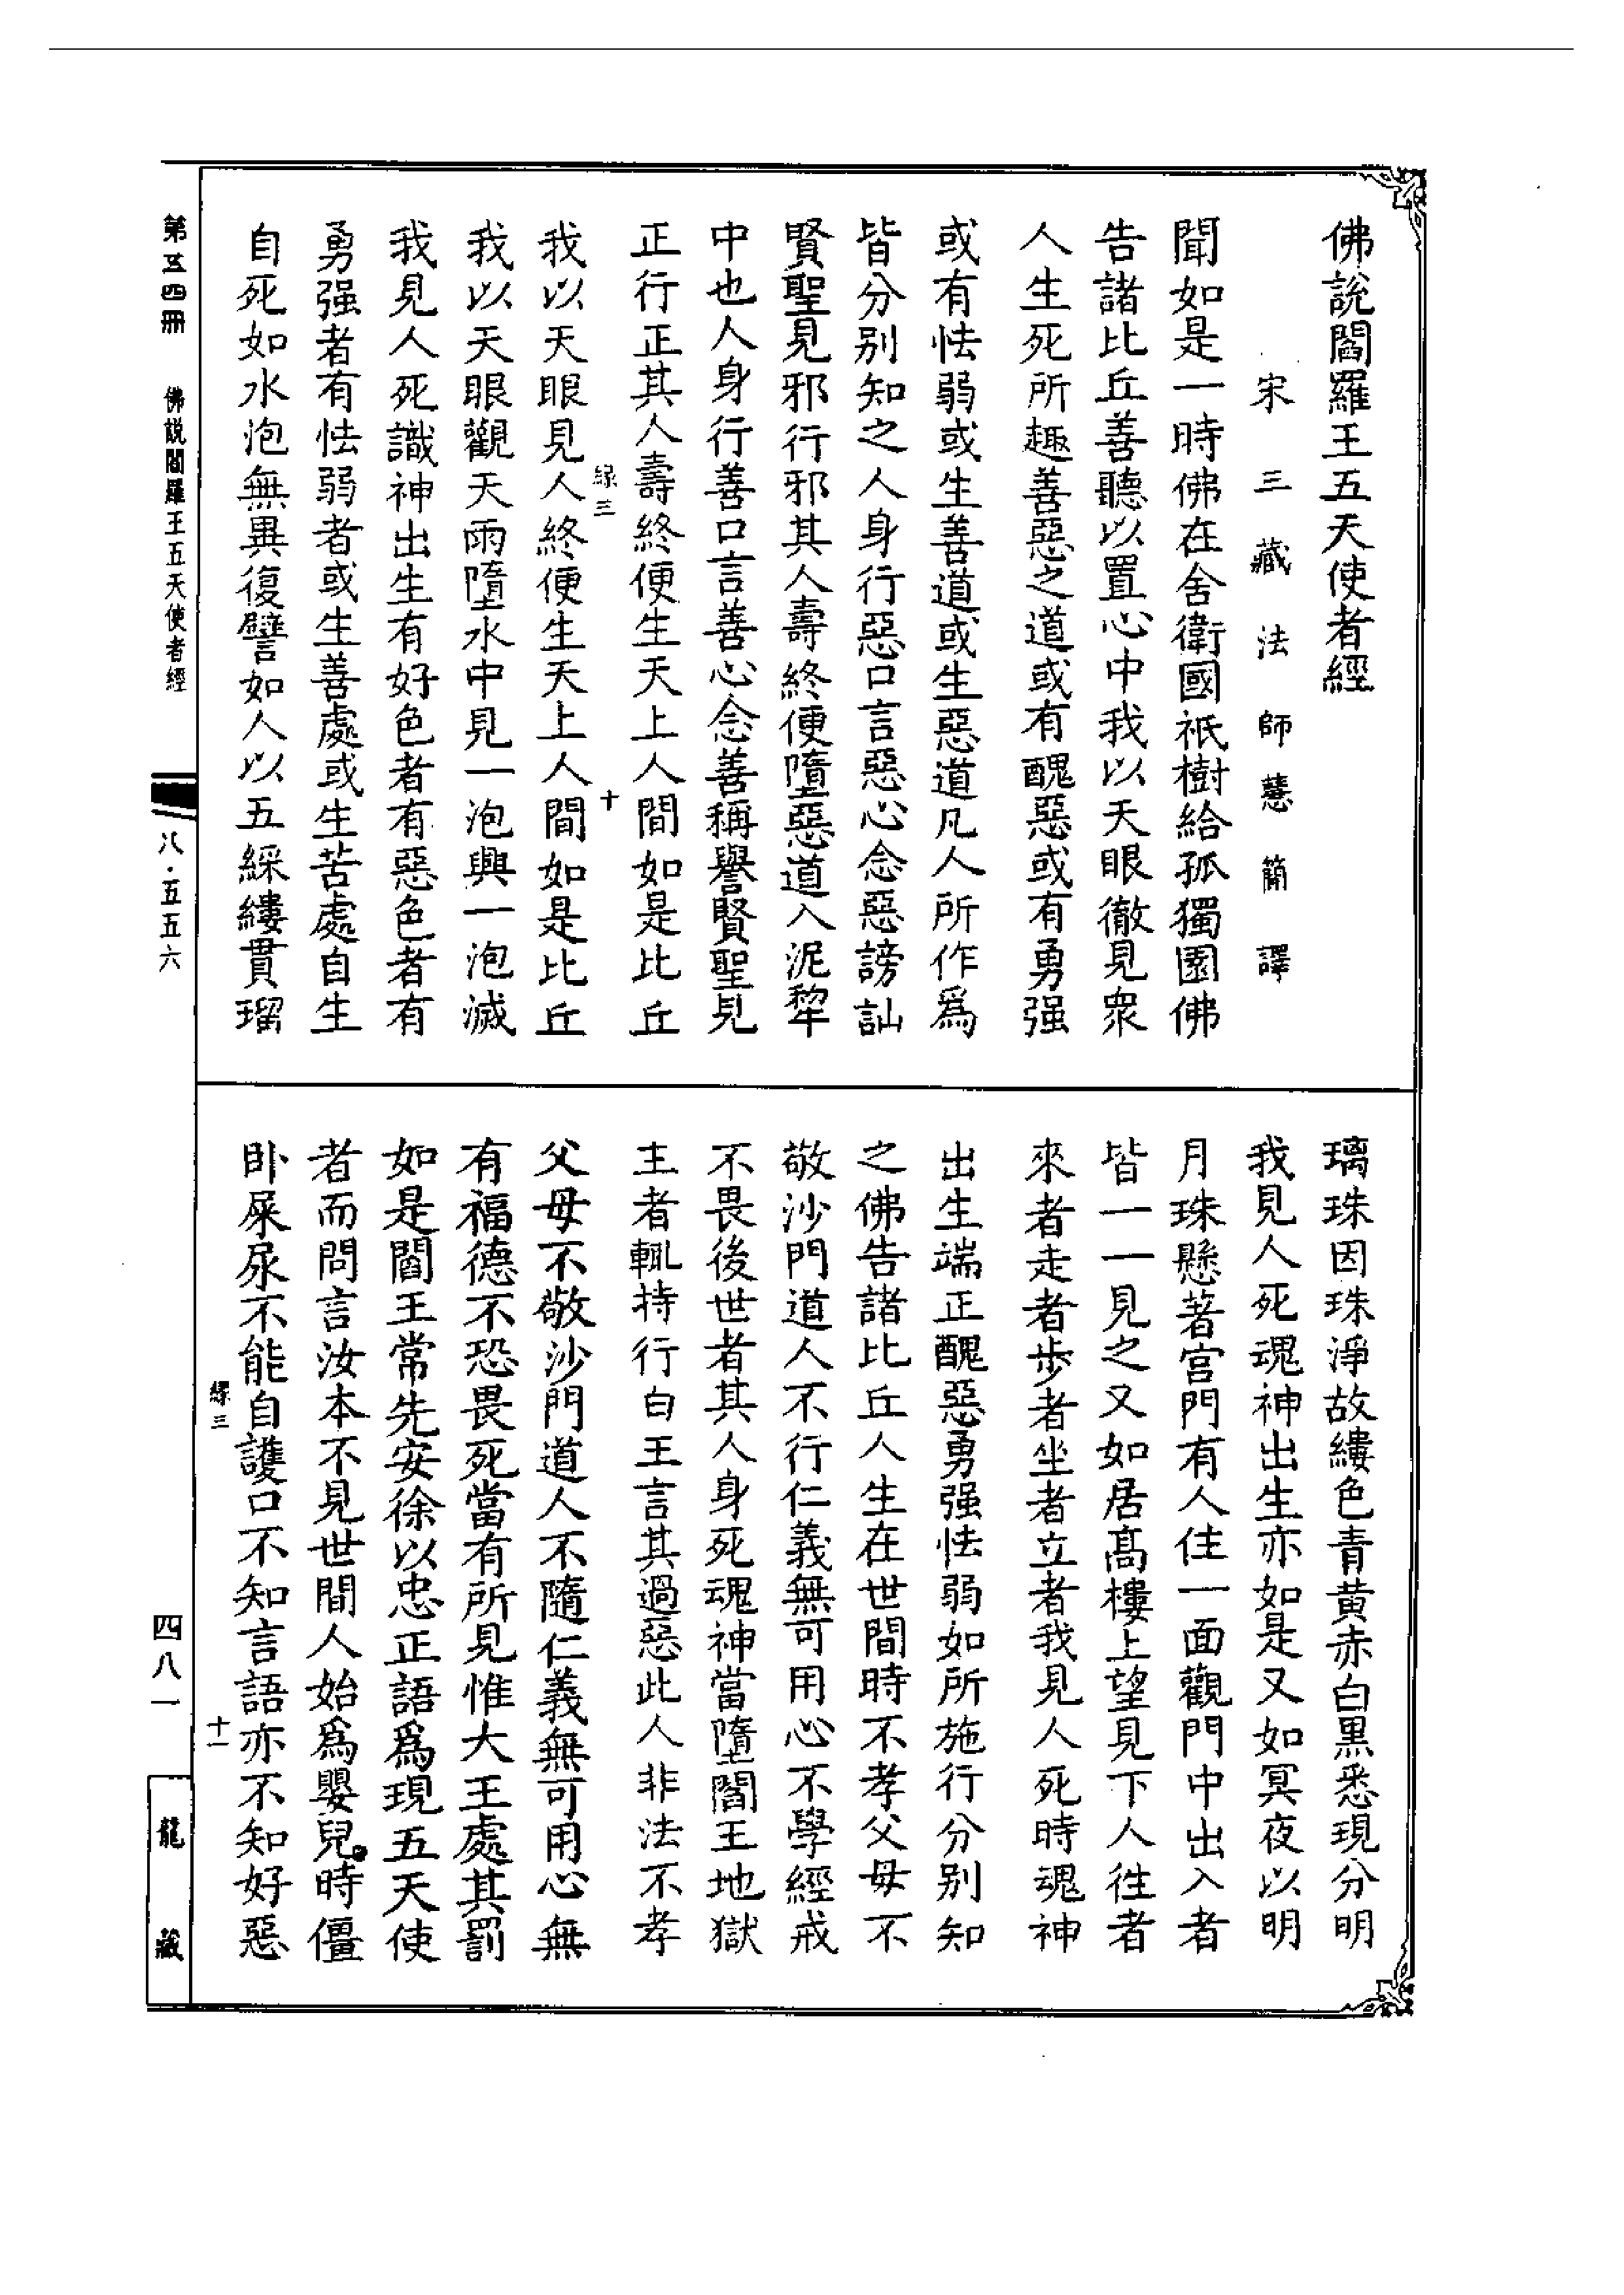 佛說閻羅王五天使者經
宋三藏法師慧簡譯
聞如是一時佛在舍衛國祇樹給孤獨園佛
告諸比丘善聽以置心中我以天眼徹見眾
人生死所趣善惡之道或有醜惡或有勇强
或有怯弱或生善道或生惡道凡人所作爲
皆分别知之人身行惡口言惡心念惡謗訕
賢聖見邪行邪其人壽終便墮惡道入泥犂
中也人身行善口言善心念善稱譽賢聖見
正行正其人壽終便生天上人間如是比丘
緣三 十
我以天眼見人終便生天上人間如是比丘
我以天眼觀天雨墮水中見一泡興一泡滅
我見人死識神出生有好色者有惡色者有
勇强者有怯弱者或生善處或生苦處自生
自死如水泡無異復譬如人以五綵縷貫瑠
璃珠因珠淨故縷色青黄赤白黒悉現分明
我見人死魂神出生亦如是又如冥夜以明
月珠懸著宫門有人住一面觀門中出入者
皆一一見之又如居髙樓上望見下人往者
來者走者步者坐者立者我見人死時魂神
出生端正醜惡勇强怯弱如所施行分别知
之佛告諸比丘人生在世間時不孝父母不
敬沙門道人不行仁義無可用心不學經戒
不畏後世者其人身死魂神當墮閻王地獄
主者輒持行白王言其過惡此人非法不孝
父母不敬沙門道人不隨仁義無可用心無
有福德不恐畏死當有所見惟大王處其罰
如是閻王常先安徐以忠正語爲現五天使
者而問言汝本不見世間人始爲嬰兒時僵
卧屎尿不能自護口不知言語亦不知好惡
緣三 十一
第五四冊 佛説閻羅王五天使者經
八·五五六
四八一
龍藏